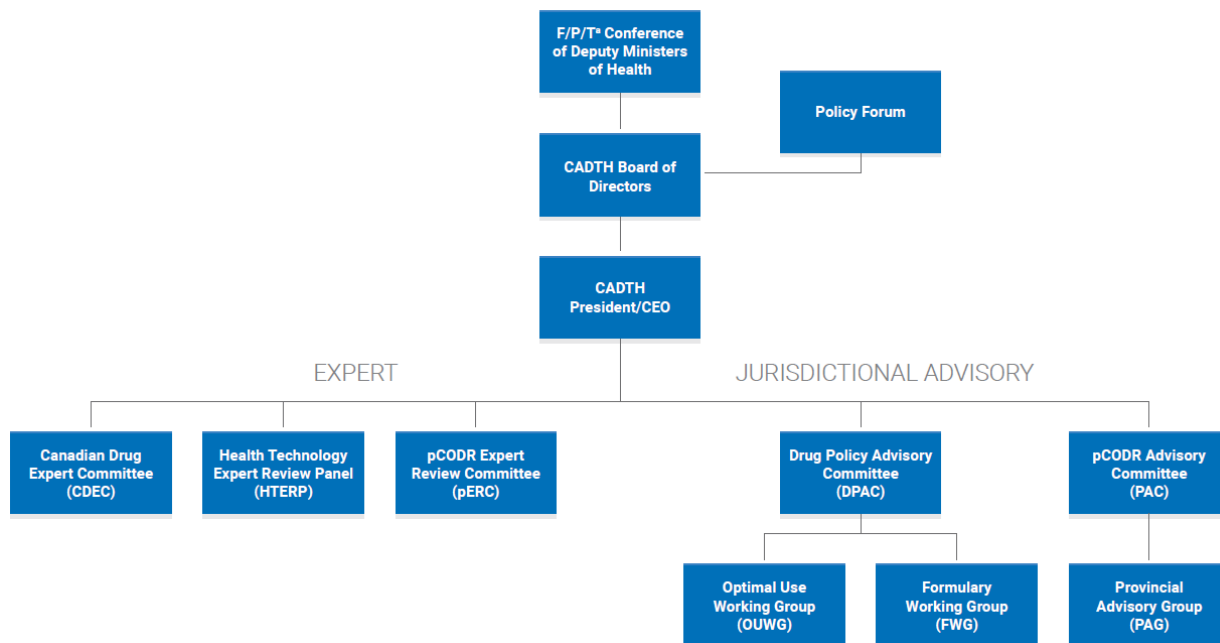 F/P/Tª Conference
of Deputy Ministers
of Health
Policy Forum
CADTH Board of
Directors
CADTH
President/CEO
EXPERT
JURISDICTIONAL ADVISORY
Canadian Drug
Expert Committee
(CDEC)
Health Technology
Expert Review Panel
(HTERP)
pCODR Expert
Review Committee
(pERC)
Drug Policy Advisory
Committee
(DPAC)
pCODR Advisory
Committee
(PAC)
Optimal Use
Working Group
(OUWG)
Formulary
Working Group
(FWG)
Provincial
Advisory Group
(PAG)